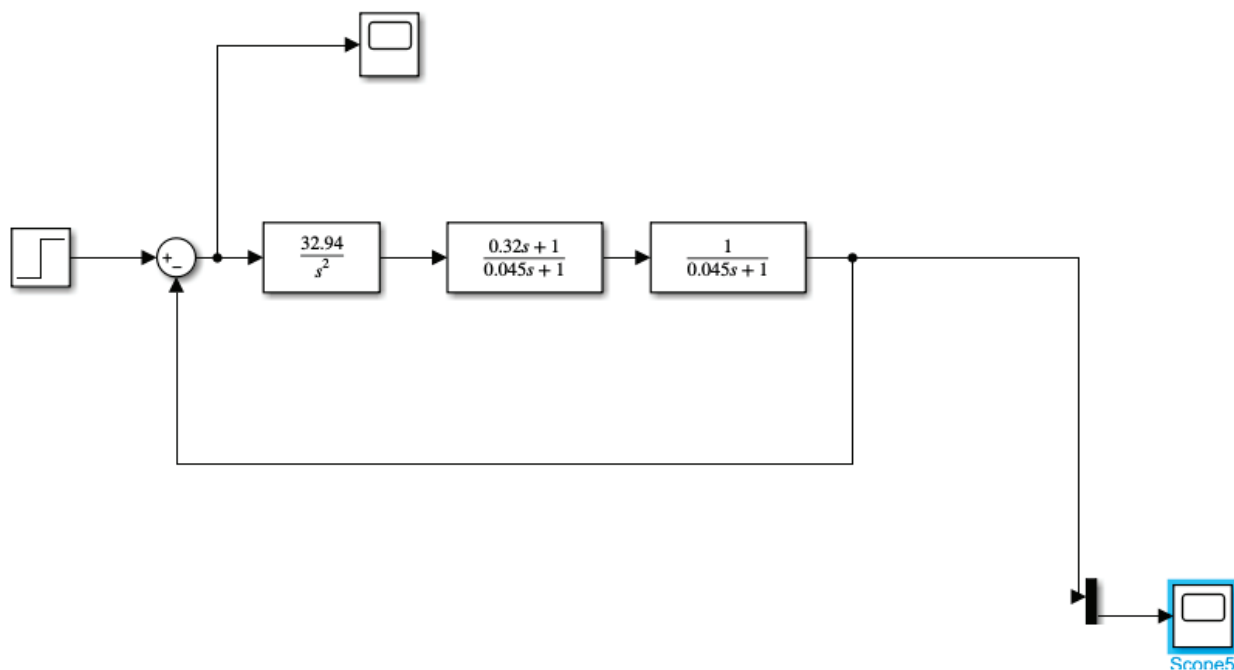 +
−
32.94
s²
0.32s + 1
0.045s + 1
1
0.045s + 1
Scope5